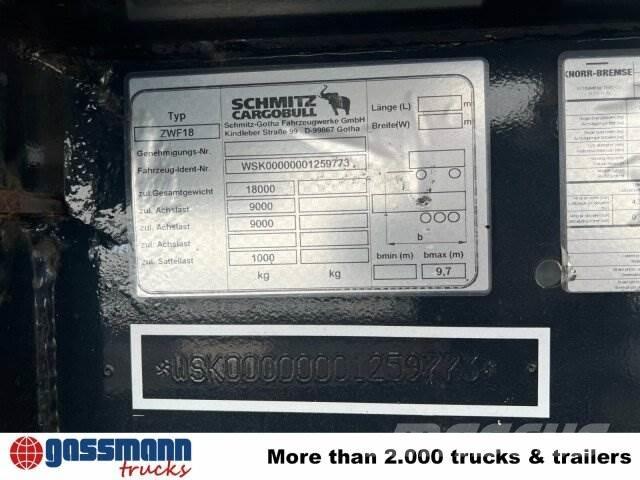 SCHMITZ
CARGOBULL
Schmitz-Gotha Fahrzeugwerke GmbH
Kindleber Straße 99 . D-99867 Gotha
Typ
ZWF18
Länge (L) m
Breite(W) m
Genehmigungs-Nr.
Fahrzeug-Ident-Nr. WSK00000001259773
zul.Gesamtgewicht 18000
zul. Achslast 9000
zul. Achslast 9000
zul. Achslast
zul. Sattellast 1000
kg kg
b
bmin (m) bmax (m)
9,7
KNORR-BREMSE
*WSK00000001259773*
gassmann
trucks
More than 2.000 trucks & trailers